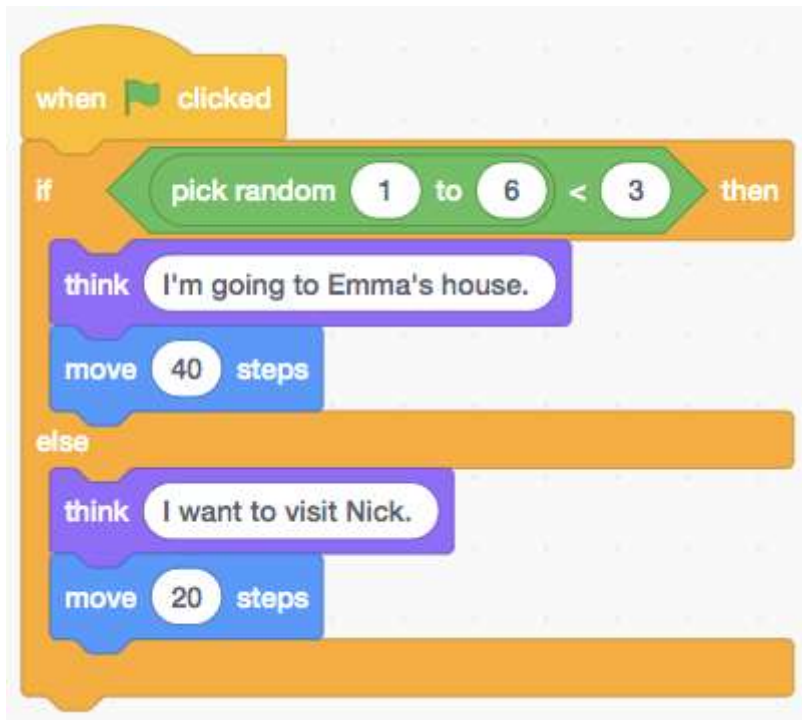 when clicked
if pick random 1 to 6 < 3 then
think I'm going to Emma's house.
move 40 steps
else
think I want to visit Nick.
move 20 steps